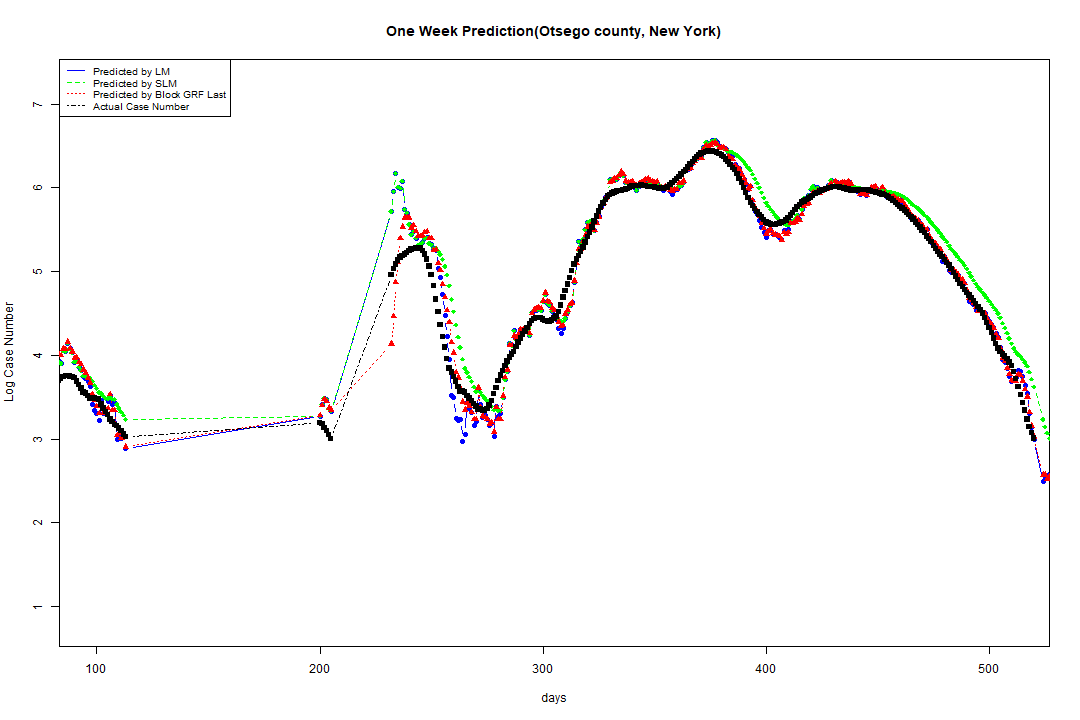 One Week Prediction(Otsego county, New York)
Predicted by LM
Predicted by SLM
Predicted by Block GRF Last
Actual Case Number
7
6
5
4
3
2
1
Log Case Number
100 200 300 400 500
days